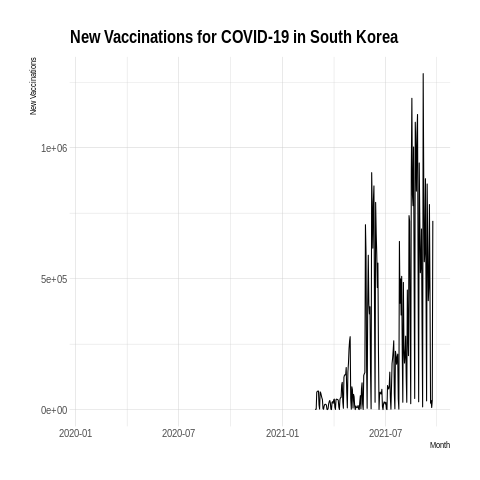 New Vaccinations for COVID-19 in South Korea
New Vaccinations
1e+06
5e+05
0e+00
2020-01 2020-07 2021-01 2021-07
Month